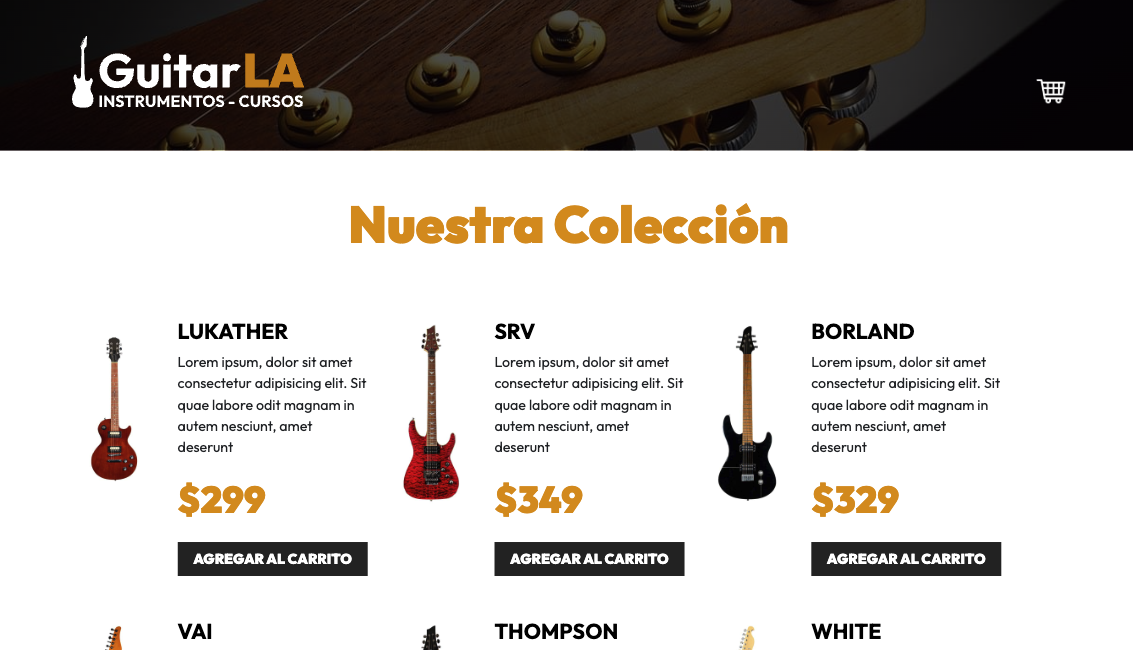 GuitarLA
INSTRUMENTOS - CURSOS
Nuestra Colección
LUKATHER
Lorem ipsum, dolor sit amet
consectetur adipisicing elit. Sit
quae labore odit magnam in
autem nesciunt, amet
deserunt
$299
AGREGAR AL CARRITO
SRV
Lorem ipsum, dolor sit amet
consectetur adipisicing elit. Sit
quae labore odit magnam in
autem nesciunt, amet
deserunt
$349
AGREGAR AL CARRITO
BORLAND
Lorem ipsum, dolor sit amet
consectetur adipisicing elit. Sit
quae labore odit magnam in
autem nesciunt, amet
deserunt
$329
AGREGAR AL CARRITO
VAI
THOMPSON
WHITE